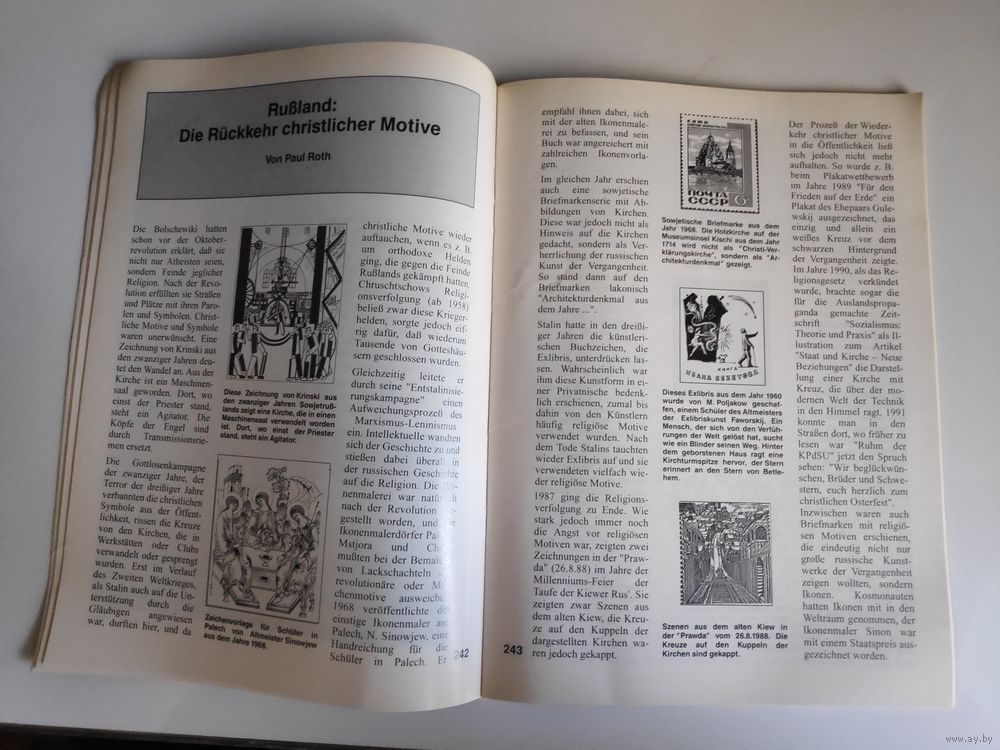 Rußland:
Die Rückkehr christlicher Motive
Von Paul Roth
Die Bolschewiki hatten
schon vor der Oktober-
revolution erklärt, daß sie
nicht nur Atheisten seien,
sondern Feinde jeglicher
Religion. Nach der Revo-
lution erfüllten sie Straßen
und Plätze mit ihren Paro-
len und Symbolen. Christ-
liche Motive und Symbole
waren unerwünscht. Eine
Zeichnung von Krinski aus
den zwanziger Jahren deu-
tet den Wandel an. Aus der
Kirche ist ein Maschinen-
saal geworden. Dort, wo
einst der Priester stand,
steht ein Agitator. Die
Köpfe der Engel sind
durch Transmissionsrie-
men ersetzt.
Die Gottlosenkampagne
der zwanziger Jahre, der
Terror der dreißiger Jahre
verbannten die christlichen
Symbole aus der Öffent-
lichkeit, rissen die Kreuze
von den Kirchen, die in
Werkstätten oder Clubs
verwandelt oder gesprengt
wurden. Erst im Verlauf
des Zweiten Weltkrieges,
als Stalin auch auf die Un-
terstützung durch die
Gläubigen angewiesen
war, durften hier, und da
Diese Zeichnung von Krinski aus
den zwanziger Jahren Sowjetruß-
lands zeigt eine Kirche, die in einen
Maschinensaal verwandelt worden
ist. Dort, wo einst der Priester
stand, steht ein Agitator.
Zeichenvorlage für Schüler in
Palech von Altmeister Sinowjew
aus dem Jahre 1968.
christliche Motive wieder
auftauchen, wenn es z. B.
um orthodoxe Helden
ging, die gegen die Feinde
Rußlands gekämpft hatten.
Chruschtschows Religi-
onsverfolgung (ab 1958)
beließ zwar diese Krieger-
helden, sorgte jedoch eif-
rig dafür, daß wiederum
Tausende von Gotteshäu-
sern geschlossen wurden.
Gleichzeitig leitete er
durch seine "Entstalinisie-
rungskampagne" einen
Aufweichungsprozeß des
Marxismus-Leninismus
ein. Intellektuelle wandten
sich der Geschichte zu und
stießen dabei überall in
der russischen Geschichte
auf die Religion. Die
nenmalerei war natürlich
nach der Revolution
gestellt worden, und die
Ikonenmalerdörfer
Mstjora und
mußten bei der
von Lackschachteln
revolutionäre oder
chenmotive
1968 veröffentlichte der
einstige Ikonenmaler aus
Palech, N. Sinowjew, eine
Handreichung für die
Schüler in Palech. Er
242
243
empfahl ihnen dabei, sich
mit der alten Ikonenmale-
rei zu befassen, und sein
Buch war angereichert mit
zahlreichen Ikonenvorla-
gen.
Im gleichen Jahr erschien
auch eine sowjetische
Briefmarkenserie mit Ab-
bildungen von Kirchen.
Diese war jedoch nicht als
Hinweis auf die Kirchen
gedacht, sondern als Ver-
herrlichung der russischen
Kunst der Vergangenheit.
So stand dann auf den
Briefmarken lakonisch
"Architekturdenkmal aus
dem Jahre ...".
Stalin hatte in den dreißi-
ger Jahren die künstleri-
schen Buchzeichen, die
Exlibris, unterdrücken las-
sen. Wahrscheinlich war
ihm diese Kunstform in ei-
ner Privatnische bedenk-
lich erschienen, zumal bis
dahin von den Künstlern
häufig religiöse Motive
verwendet wurden. Nach
dem Tode Stalins tauchten
wieder Exlibris auf und sie
verwendeten vielfach wie-
der religiöse Motive.
1987 ging die Religions-
verfolgung zu Ende. Wie
stark jedoch immer noch
die Angst vor religiösen
Motiven war, zeigten zwei
Zeichnungen in der "Praw-
da" (26.8.88) im Jahre der
Millenniums-Feier der
Taufe der Kiewer Rus'. Sie
zeigten zwar Szenen aus
dem alten Kiew, die Kreu-
ze auf den Kuppeln der
dargestellten Kirchen wa-
ren jedoch gekappt.
ПОЧТА
СССР
6к
Sowjetische Briefmarke aus dem
Jahr 1968. Die Holzkirche auf der
Museumsinsel Kischi aus dem Jahr
1714 wird nicht als "Christi-Ver-
klärungskirche", sondern als "Ar-
chitekturdenkmal" gezeigt.
КНИГА
ИВАНА БЕКЕТОВА
Dieses Exlibris aus dem Jahr 1960
wurde von M. Poljakow geschaf-
fen, einem Schüler des Altmeisters
der Exlibriskunst Faworskij. Ein
Mensch, der sich von den Verfüh-
rungen der Welt gelöst hat, sucht
wie ein Blinder seinen Weg. Hinter
dem geborstenen Haus ragt eine
Kirchturmspitze hervor, der Stern
erinnert an den Stern von Betle-
hem.
Szenen aus dem alten Kiew in
der "Prawda" vom 26.8.1988. Die
Kreuze auf den Kuppeln der
Kirchen sind gekappt.
Der Prozeß der Wieder-
kehr christlicher Motive
in die Öffentlichkeit ließ
sich jedoch nicht mehr
aufhalten. So wurde z. B.
beim Plakatwettbewerb
im Jahre 1989 "Für den
Frieden auf der Erde" ein
Plakat des Ehepaars Gule-
wskij ausgezeichnet, das
einzig und allein ein
weißes Kreuz vor dem
schwarzen Hintergrund
der Vergangenheit zeigte.
Im Jahre 1990, als das Re-
ligionsgesetz verkündet
wurde, brachte sogar die
für die Auslandspropa-
ganda gemachte Zeit-
schrift "Sozialismus:
Theorie und Praxis" als Il-
lustration zum Artikel
"Staat und Kirche – Neue
Beziehungen" die Darstel-
lung einer Kirche mit
Kreuz, die über der mo-
dernen Welt der Technik
in den Himmel ragt. 1991
konnte man in den
Straßen dort, wo früher zu
lesen war "Ruhm der
KPdSU" jetzt den Spruch
sehen: "Wir beglückwün-
schen, Brüder und Schwe-
stern, euch herzlich zum
christlichen Osterfest".
Inzwischen waren auch
Briefmarken mit religiö-
sen Motiven erschienen,
die eindeutig nicht nur
große russische Kunst-
werke der Vergangenheit
zeigen wollten, sondern
Ikonen. Kosmonauten
hatten Ikonen mit in den
Weltraum genommen, der
Ikonenmaler Sinon war
mit einem Staatspreis aus-
gezeichnet worden.
www.ay.by